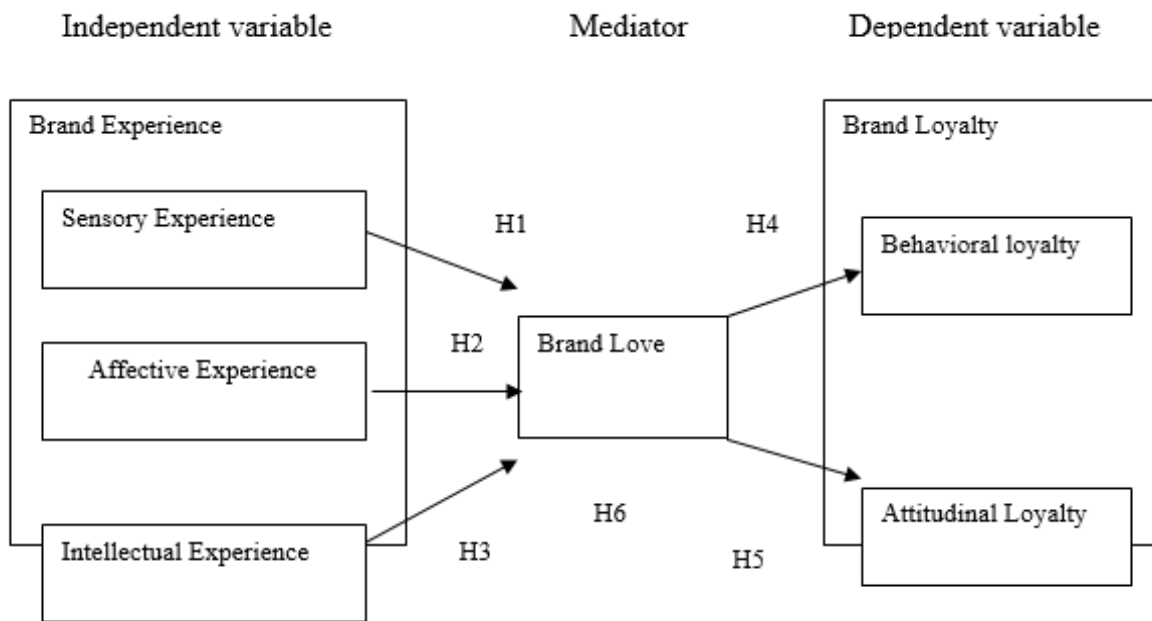 Independent variable
Mediator
Dependent variable
Brand Experience
Brand Loyalty
Sensory Experience
H1
H4
Behavioral loyalty
H2
Brand Love
Affective Experience
H6
Attitudinal Loyalty
Intellectual Experience
H3
H5